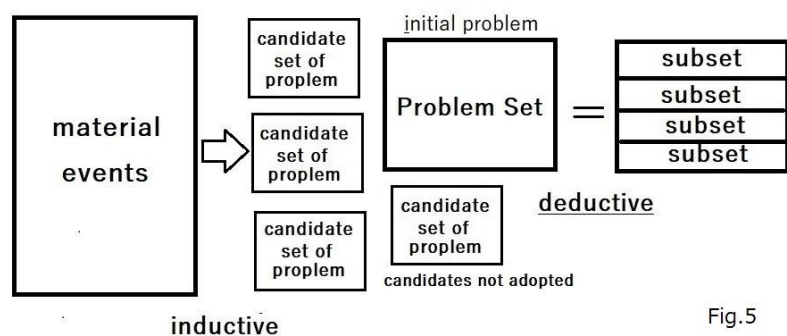 material
events
candidate
set of
proplem
candidate
set of
proplem
candidate
set of
proplem
initial problem
Problem Set
=
subset
subset
subset
subset
candidate
set of
proplem
candidates not adopted
deductive
inductive
Fig.5